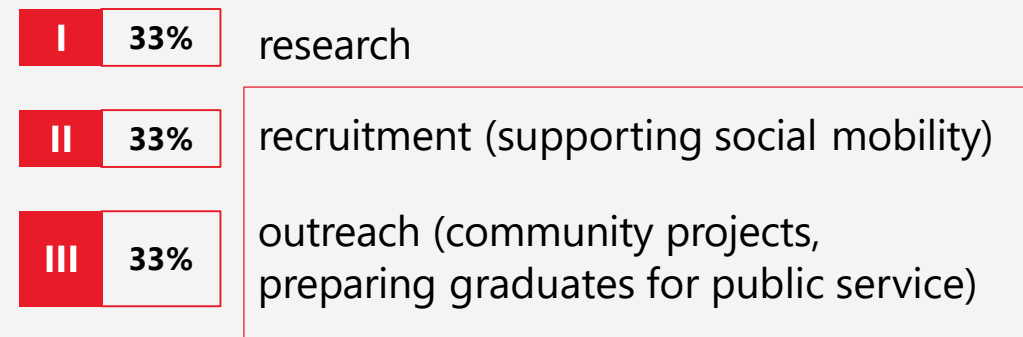 I 33% research
II 33% recruitment (supporting social mobility)
III 33% outreach (community projects,
preparing graduates for public service)